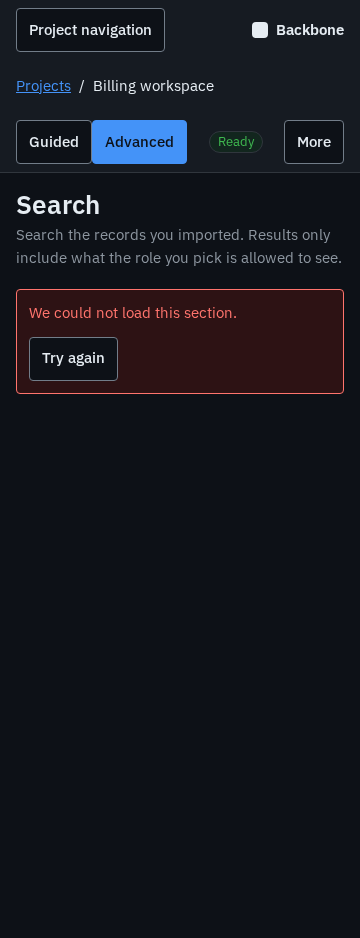 Project navigation
Backbone
Projects / Billing workspace
Guided
Advanced
Ready
More
Search
Search the records you imported. Results only
include what the role you pick is allowed to see.
We could not load this section.
Try again